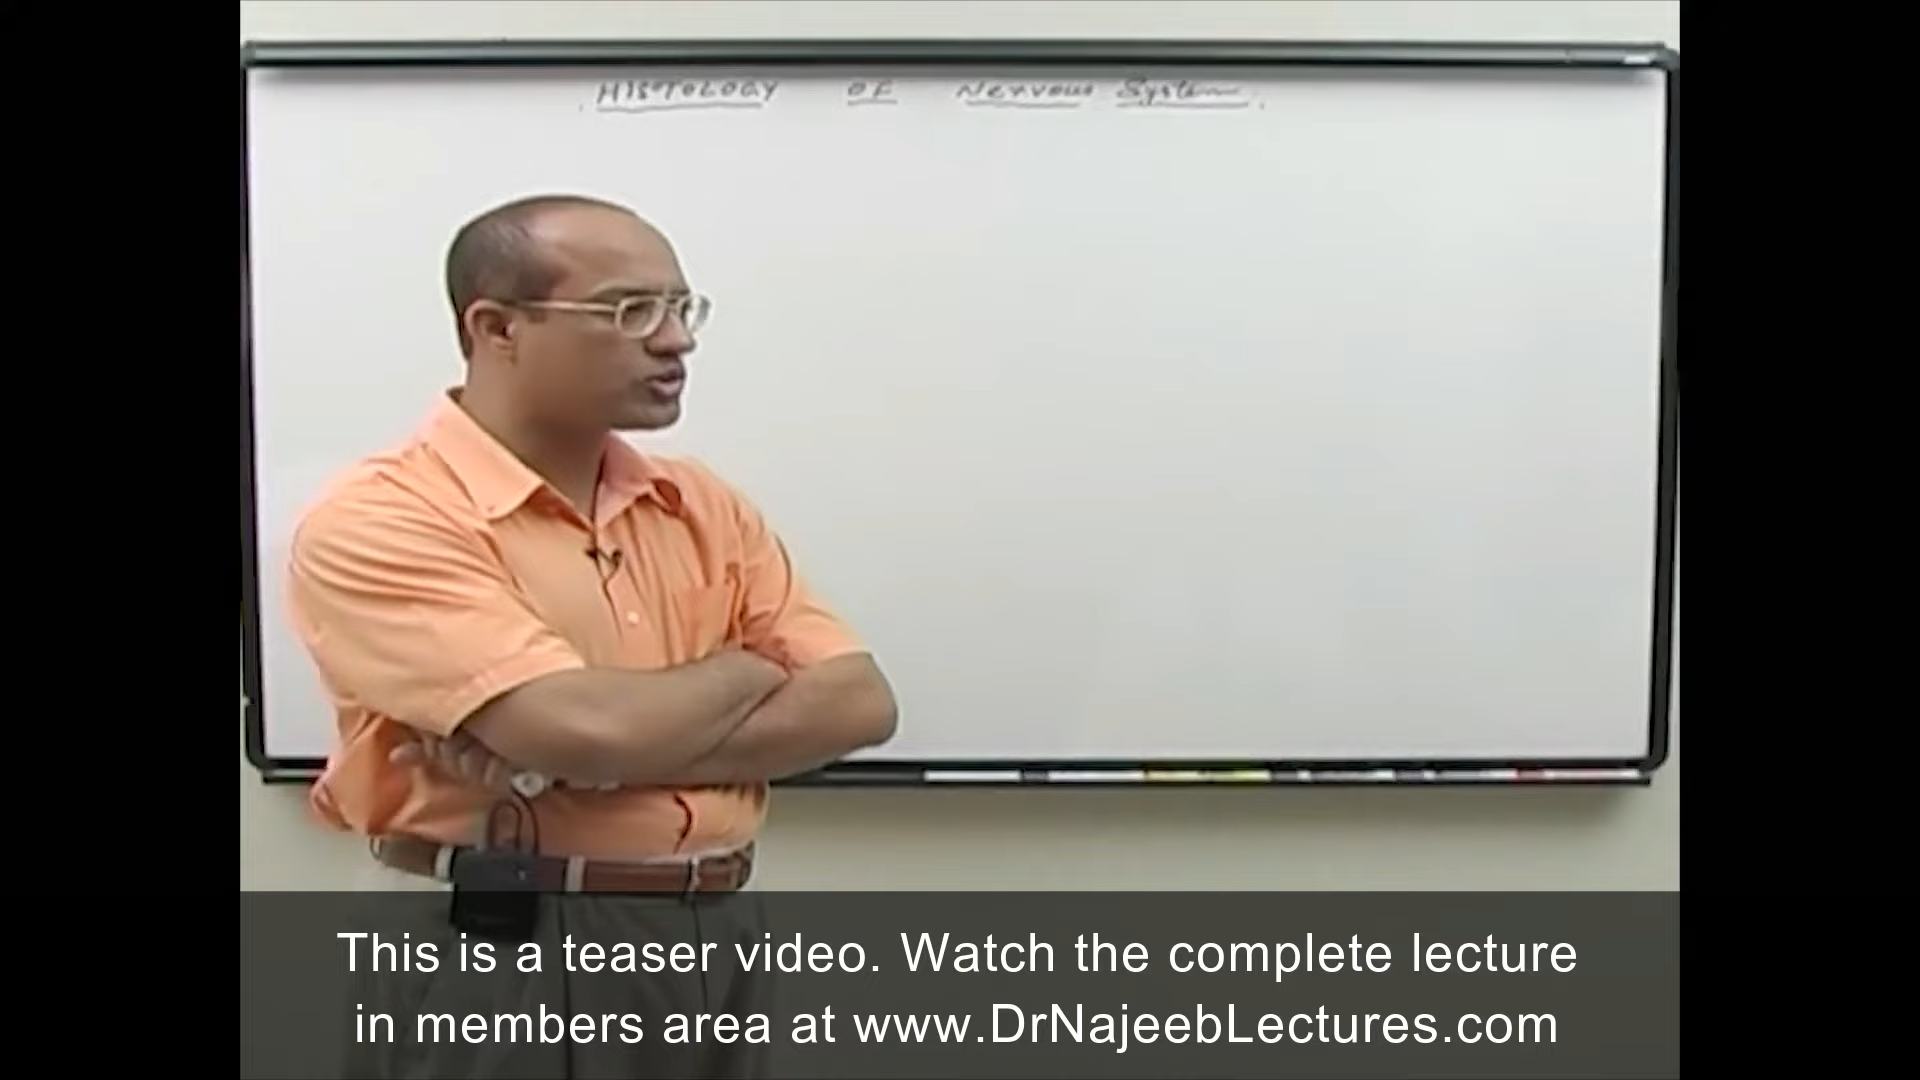 HISTOLOGY OF Nervous System.
This is a teaser video. Watch the complete lecture
in members area at www.DrNajeebLectures.com